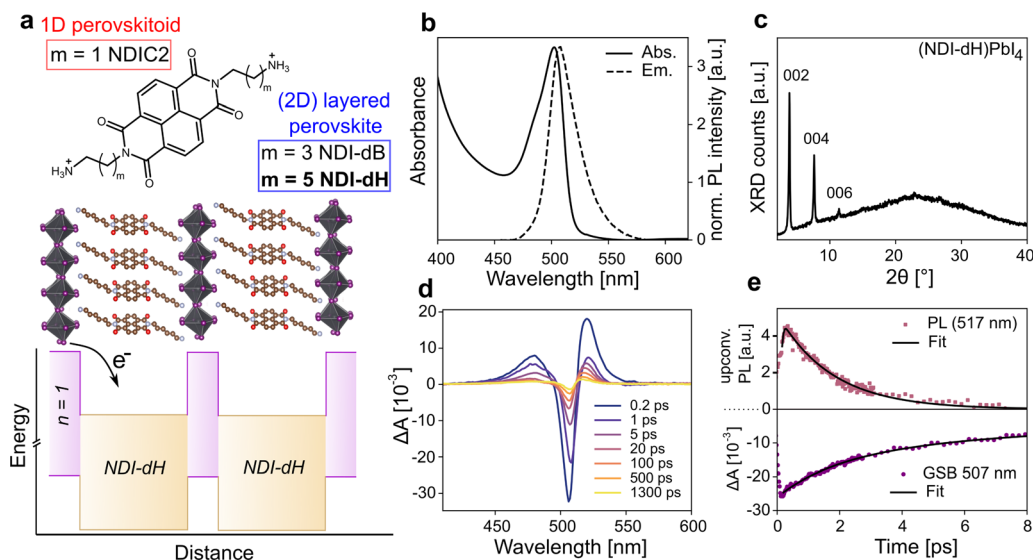 a
1D perovskitoid
m = 1 NDIC2
+
NH₃
m
O
O
N
N
O
O
+
H₃N
m
(2D) layered
perovskite
m = 3 NDI-dB
m = 5 NDI-dH
e⁻
Energy
n = 1
NDI-dH
NDI-dH
Distance
b
Abs.
Em.
Absorbance
norm. PL intensity [a.u.]
3
2
1
0
400
500
600
Wavelength [nm]
c
(NDI-dH)PbI₄
002
004
006
XRD counts [a.u.]
10
20
30
40
2θ [°]
d
ΔA [10⁻³]
20
10
0
-10
-20
-30
0.2 ps
1 ps
5 ps
20 ps
100 ps
500 ps
1300 ps
450
500
550
600
Wavelength [nm]
e
upconv.
PL [a.u.]
4
2
0
PL (517 nm)
Fit
ΔA [10⁻³]
-10
-20
-30
GSB 507 nm
Fit
0
2
4
6
8
Time [ps]